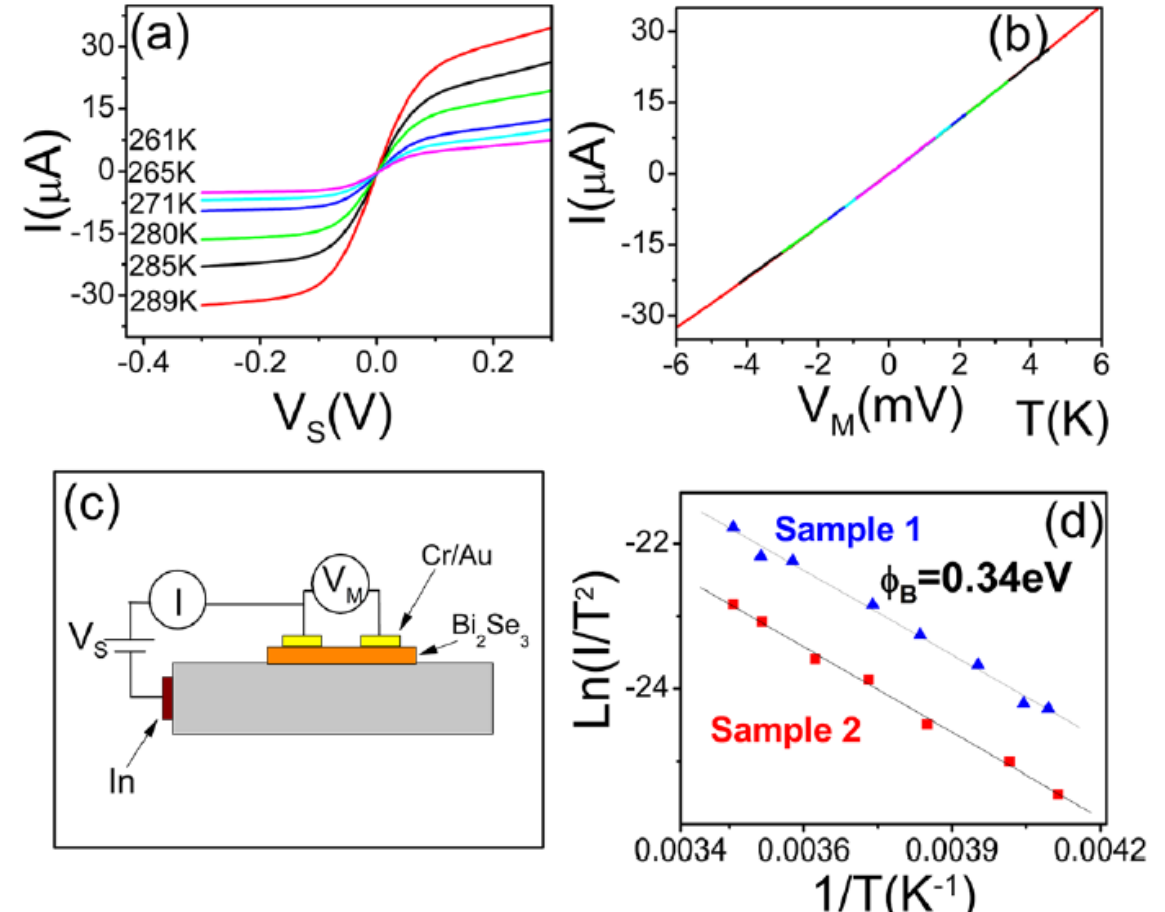 (a)
30
15
0
-15
-30
I(μA)
261K
265K
271K
280K
285K
289K
-0.4
-0.2
0.0
0.2
V_S(V)
(b)
30
15
0
-15
-30
I(μA)
-6
-4
-2
0
2
4
6
V_M(mV)
T(K)
(c)
I
V_M
V_S
Cr/Au
Bi₂Se₃
In
(d)
Sample 1
ϕ_B=0.34eV
Sample 2
-22
-24
Ln(I/T²)
0.0034
0.0036
0.0039
0.0042
1/T(K⁻¹)